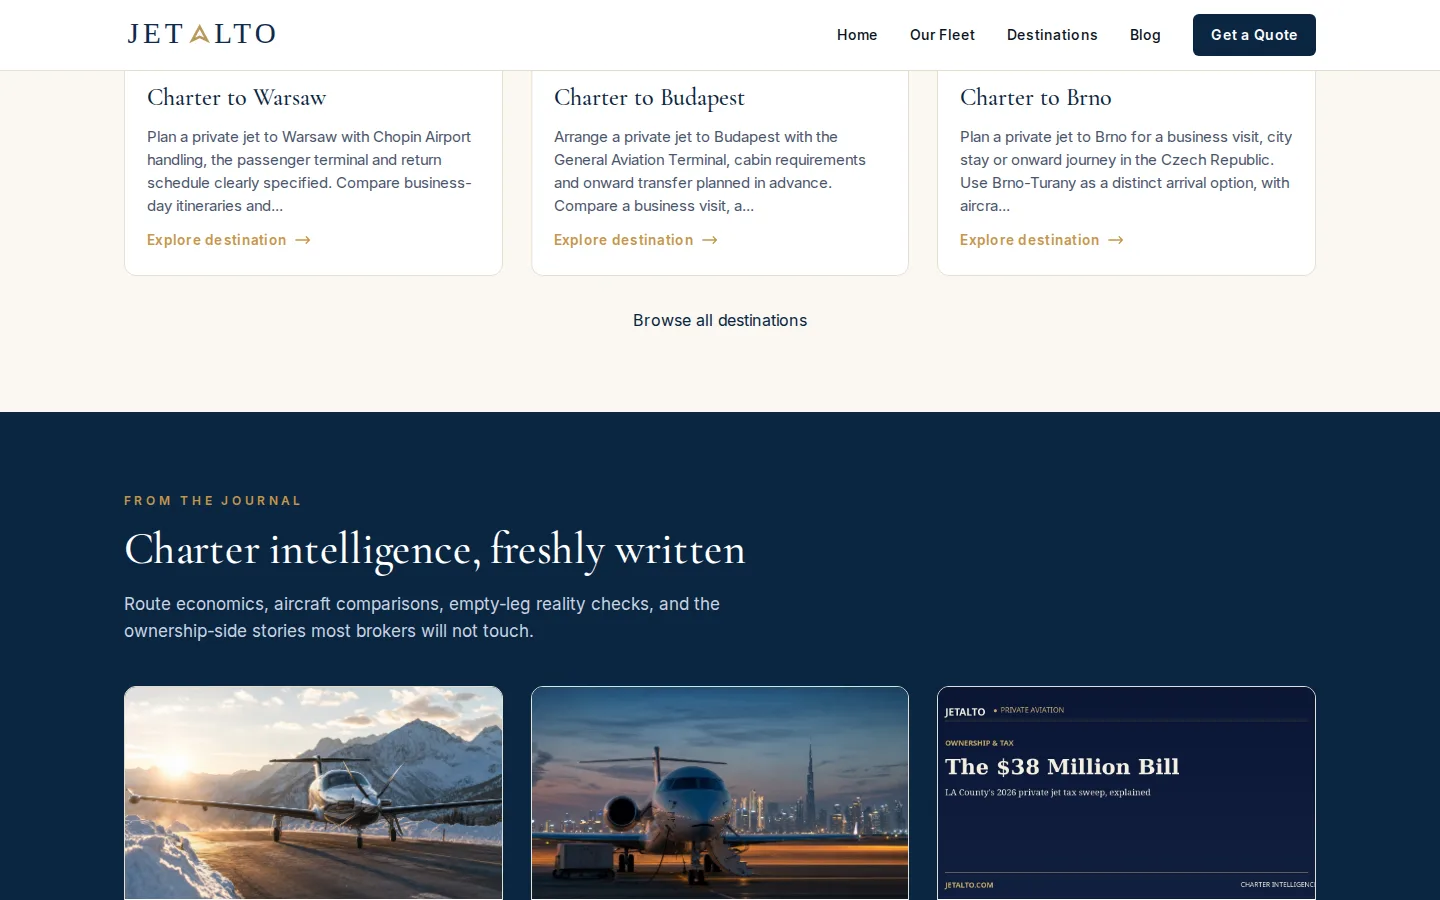 JETALTO
Home
Our Fleet
Destinations
Blog
Get a Quote
Charter to Warsaw
Plan a private jet to Warsaw with Chopin Airport
handling, the passenger terminal and return
schedule clearly specified. Compare business-
day itineraries and...
Explore destination →
Charter to Budapest
Arrange a private jet to Budapest with the
General Aviation Terminal, cabin requirements
and onward transfer planned in advance.
Compare a business visit, a...
Explore destination →
Charter to Brno
Plan a private jet to Brno for a business visit, city
stay or onward journey in the Czech Republic.
Use Brno-Turany as a distinct arrival option, with
aircra...
Explore destination →
Browse all destinations
FROM THE JOURNAL
Charter intelligence, freshly written
Route economics, aircraft comparisons, empty-leg reality checks, and the
ownership-side stories most brokers will not touch.
JETALTO • PRIVATE AVIATION
OWNERSHIP & TAX
The $38 Million Bill
LA County's 2026 private jet tax sweep, explained
JETALTO.COM
CHARTER INTELLIGENC